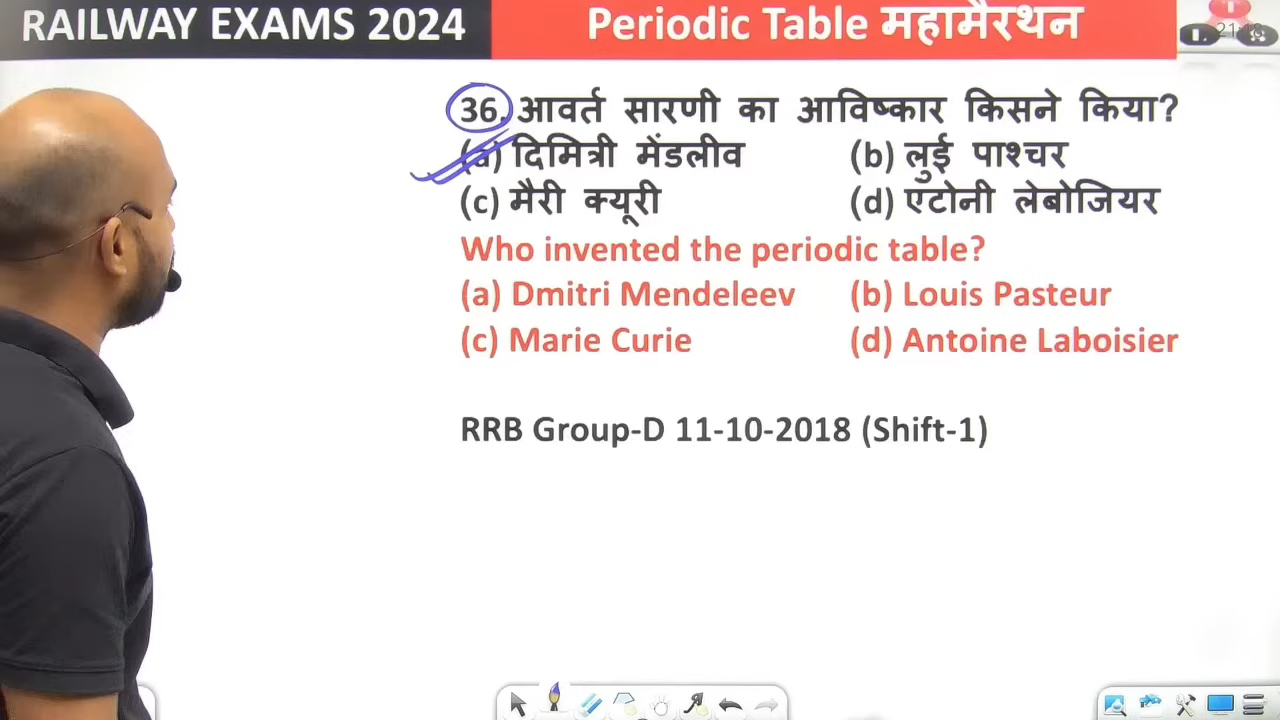 RAILWAY EXAMS 2024 Periodic Table महामैरथन
36. आवर्त सारणी का आविष्कार किसने किया?
(a) दिमित्री मेंडलीव (b) लुई पाश्चर
(c) मैरी क्यूरी (d) एटोनी लेबोजियर
Who invented the periodic table?
(a) Dmitri Mendeleev (b) Louis Pasteur
(c) Marie Curie (d) Antoine Laboisier
RRB Group-D 11-10-2018 (Shift-1)